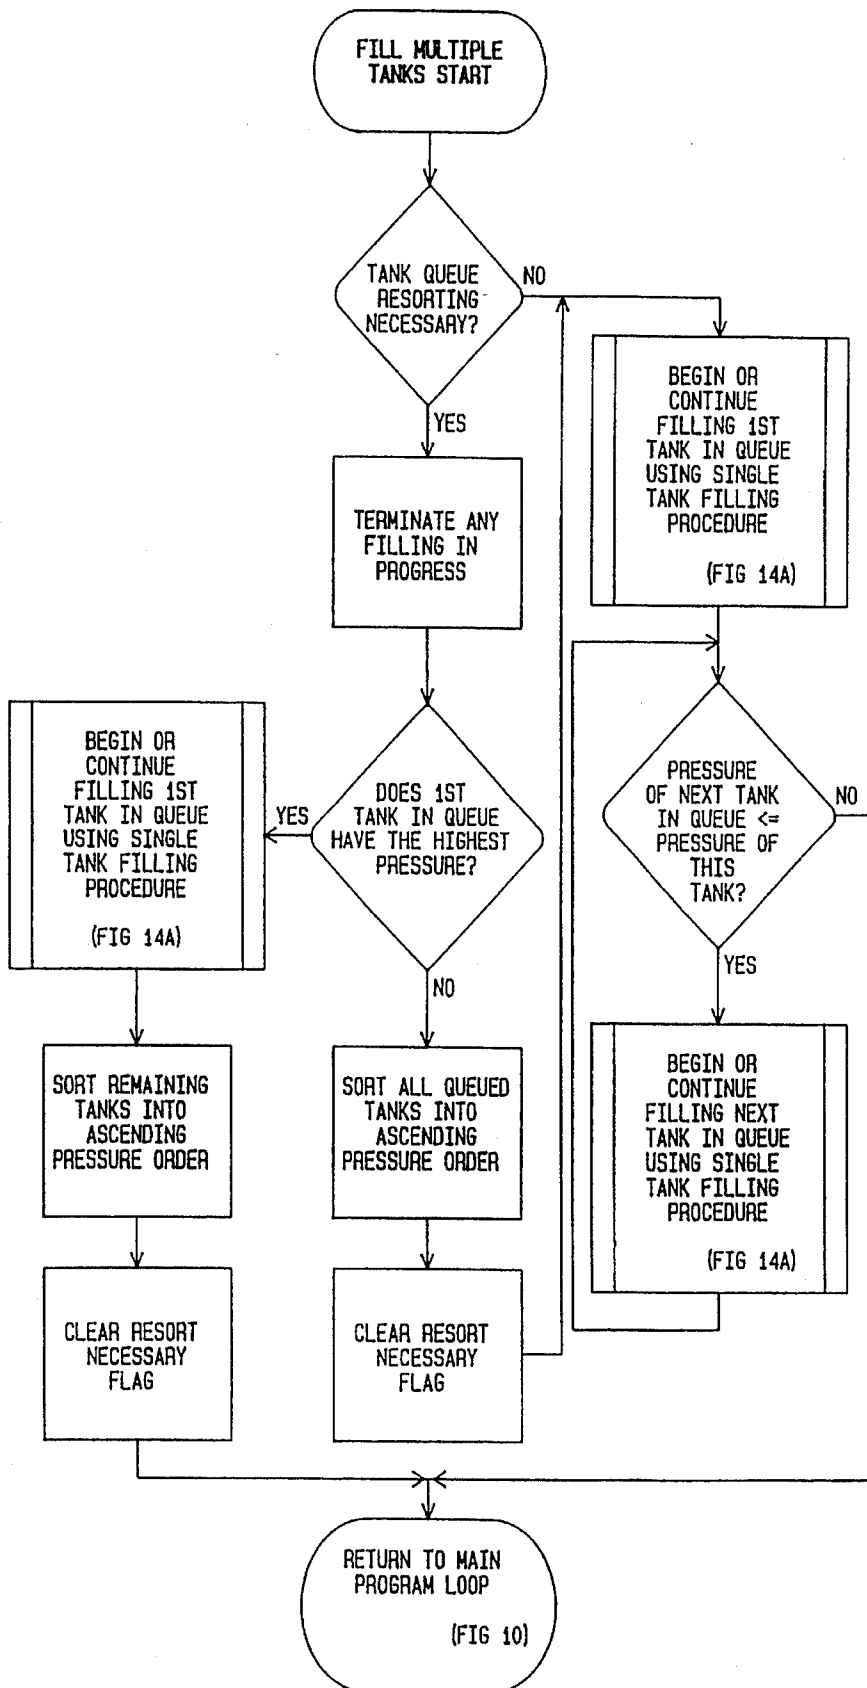 FILL MULTIPLE
TANKS START
TANK QUEUE
RESORTING
NECESSARY?
NO
YES
BEGIN OR
CONTINUE
FILLING 1ST
TANK IN QUEUE
USING SINGLE
TANK FILLING
PROCEDURE
(FIG 14A)
TERMINATE ANY
FILLING IN
PROGRESS
BEGIN OR
CONTINUE
FILLING 1ST
TANK IN QUEUE
USING SINGLE
TANK FILLING
PROCEDURE
(FIG 14A)
YES
DOES 1ST
TANK IN QUEUE
HAVE THE HIGHEST
PRESSURE?
NO
PRESSURE
OF NEXT TANK
IN QUEUE <=
PRESSURE OF
THIS
TANK?
NO
YES
SORT REMAINING
TANKS INTO
ASCENDING
PRESSURE ORDER
SORT ALL QUEUED
TANKS INTO
ASCENDING
PRESSURE ORDER
BEGIN OR
CONTINUE
FILLING NEXT
TANK IN QUEUE
USING SINGLE
TANK FILLING
PROCEDURE
(FIG 14A)
CLEAR RESORT
NECESSARY
FLAG
CLEAR RESORT
NECESSARY
FLAG
RETURN TO MAIN
PROGRAM LOOP
(FIG 10)